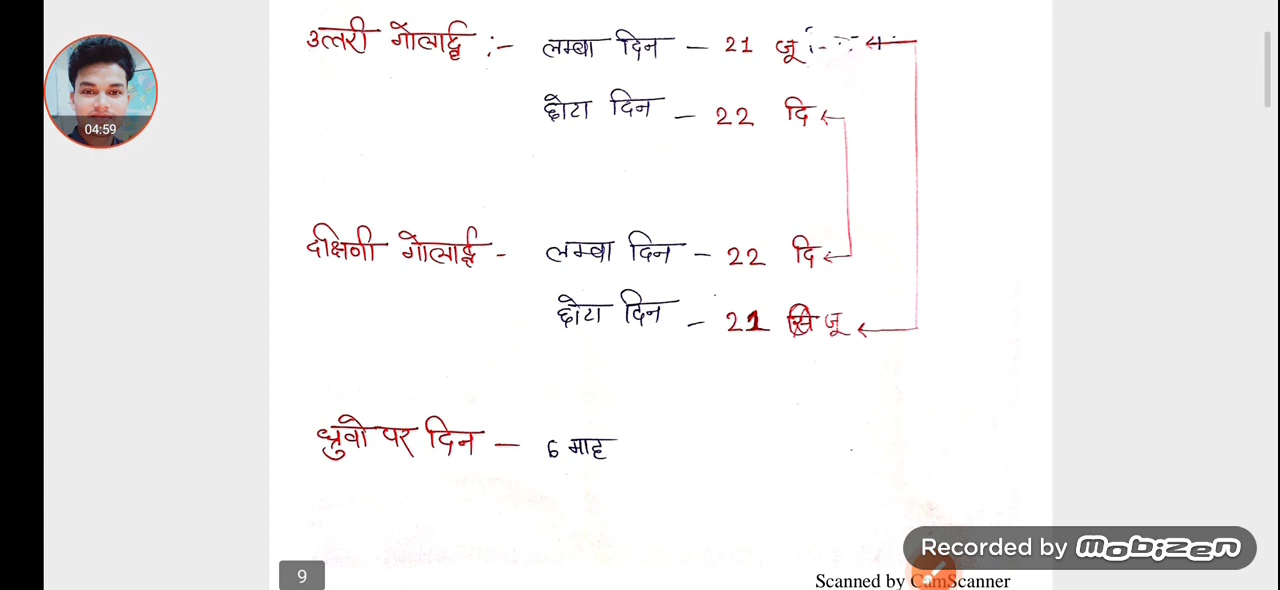 उत्तरी गोलार्द्ध :- लम्बा दिन - 21 जू
छोटा दिन - 22 दि
दक्षिणी गोलार्द्ध - लम्बा दिन - 22 दि
छोटा दिन - 21 जू
ध्रुवो पर दिन - 6 माह
04:59
9
Recorded by mobizen
Scanned by CamScanner